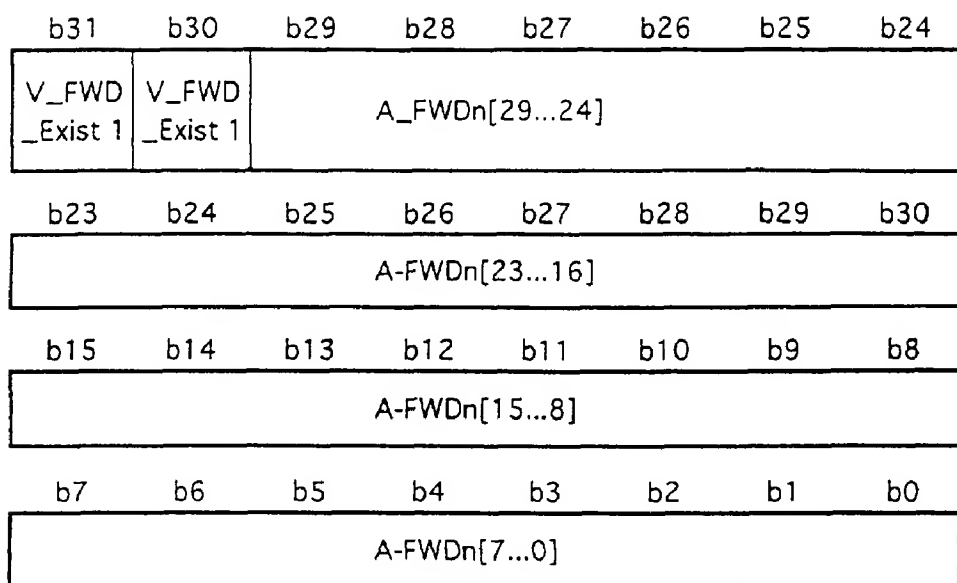 b31 b30 b29 b28 b27 b26 b25 b24
V_FWD V_FWD
_Exist 1 _Exist 1
A_FWDn[29...24]
b23 b24 b25 b26 b27 b28 b29 b30
A-FWDn[23...16]
b15 b14 b13 b12 b11 b10 b9 b8
A-FWDn[15...8]
b7 b6 b5 b4 b3 b2 b1 b0
A-FWDn[7...0]